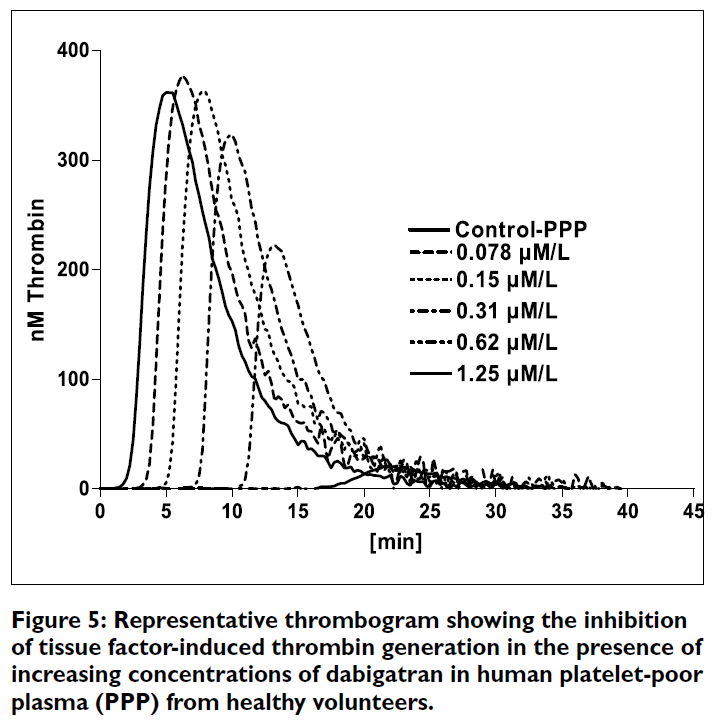 400
300
200
100
0
nM Thrombin
0 5 10 15 20 25 30 35 40 45
[min]
Control-PPP
0.078 µM/L
0.15 µM/L
0.31 µM/L
0.62 µM/L
1.25 µM/L
Figure 5: Representative thrombogram showing the inhibition
of tissue factor-induced thrombin generation in the presence of
increasing concentrations of dabigatran in human platelet-poor
plasma (PPP) from healthy volunteers.